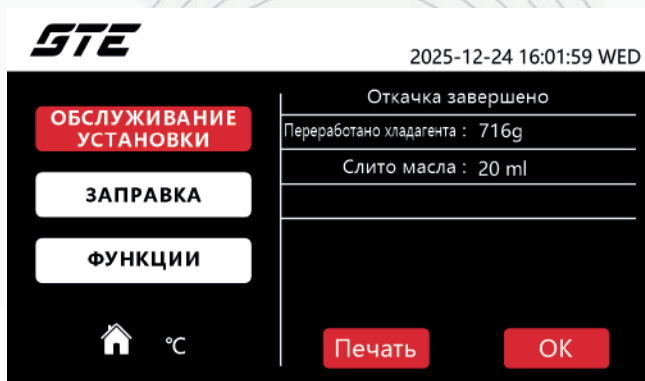 GTE
2025-12-24 16:01:59 WED
ОБСЛУЖИВАНИЕ
УСТАНОВКИ
ЗАПРАВКА
ФУНКЦИИ
℃
Откачка завершено
Переработано хладагента : 716g
Слито масла : 20 ml
Печать
OK